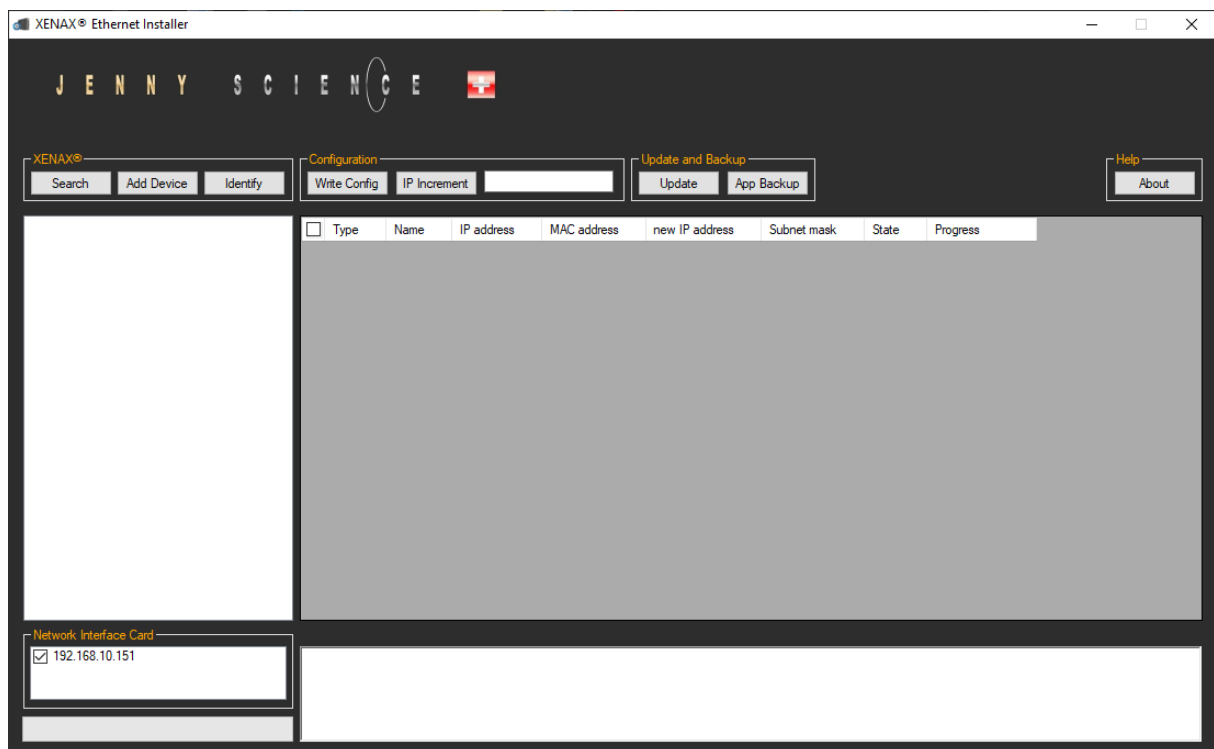 XENAX® Ethernet Installer
JENNY SCIENCE
XENAX®
Search Add Device Identify
Configuration
Write Config IP Increment
Update and Backup
Update App Backup
Help
About
Type Name IP address MAC address new IP address Subnet mask State Progress
Network Interface Card
192.168.10.151